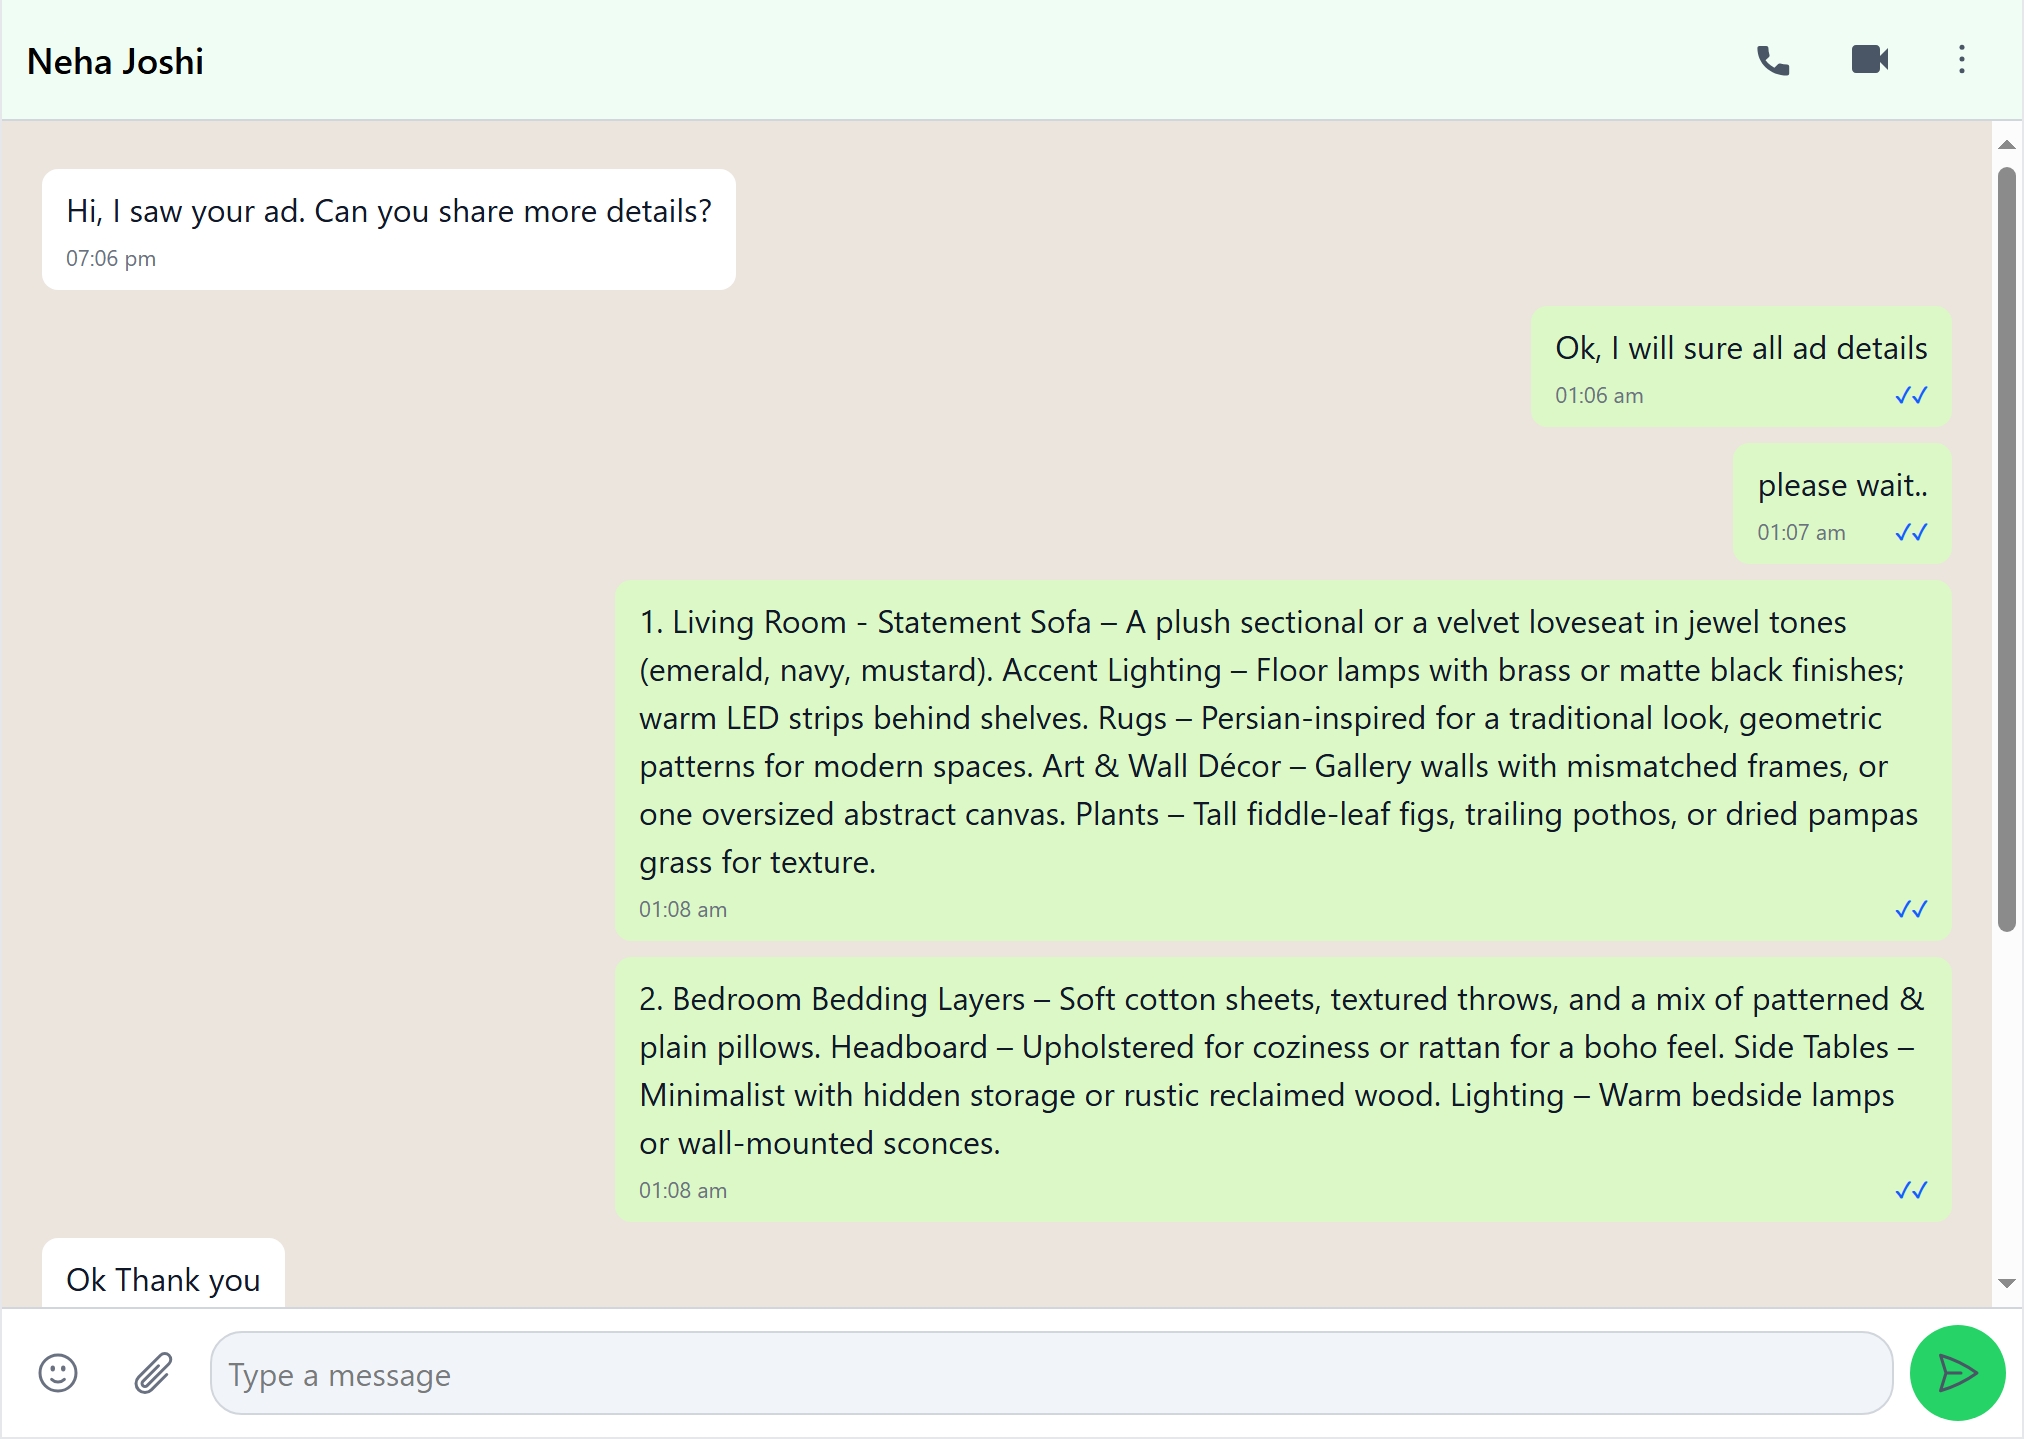 Neha Joshi
Hi, I saw your ad. Can you share more details?
07:06 pm
Ok, I will sure all ad details
01:06 am
please wait..
01:07 am
1. Living Room - Statement Sofa – A plush sectional or a velvet loveseat in jewel tones
(emerald, navy, mustard). Accent Lighting – Floor lamps with brass or matte black finishes;
warm LED strips behind shelves. Rugs – Persian-inspired for a traditional look, geometric
patterns for modern spaces. Art & Wall Décor – Gallery walls with mismatched frames, or
one oversized abstract canvas. Plants – Tall fiddle-leaf figs, trailing pothos, or dried pampas
grass for texture.
01:08 am
2. Bedroom Bedding Layers – Soft cotton sheets, textured throws, and a mix of patterned &
plain pillows. Headboard – Upholstered for coziness or rattan for a boho feel. Side Tables –
Minimalist with hidden storage or rustic reclaimed wood. Lighting – Warm bedside lamps
or wall-mounted sconces.
01:08 am
Ok Thank you
Type a message